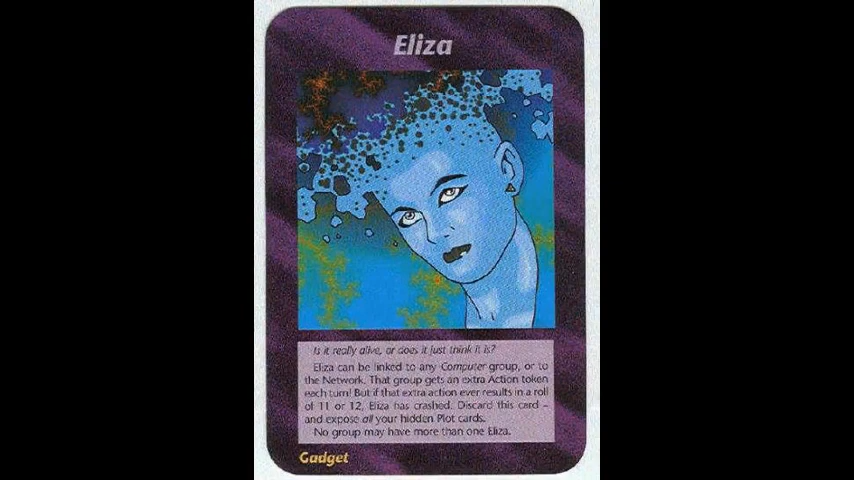 Eliza
Is it really alive, or does it just think it is?
Eliza can be linked to any Computer group, or to
the Network. That group gets an extra Action token
each turn! But if that extra action ever results in a roll
of 11 or 12, Eliza has crashed. Discard this card –
and expose all your hidden Plot cards.
No group may have more than one Eliza.
Gadget